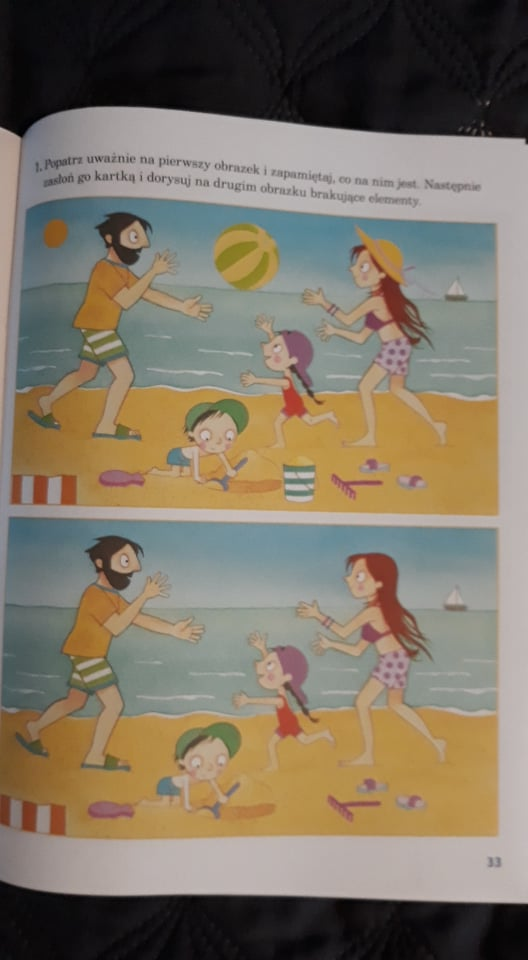 1. Popatrz uważnie na pierwszy obrazek i zapamiętaj, co na nim jest. Następnie
zasłoń go kartką i dorysuj na drugim obrazku brakujące elementy.
33